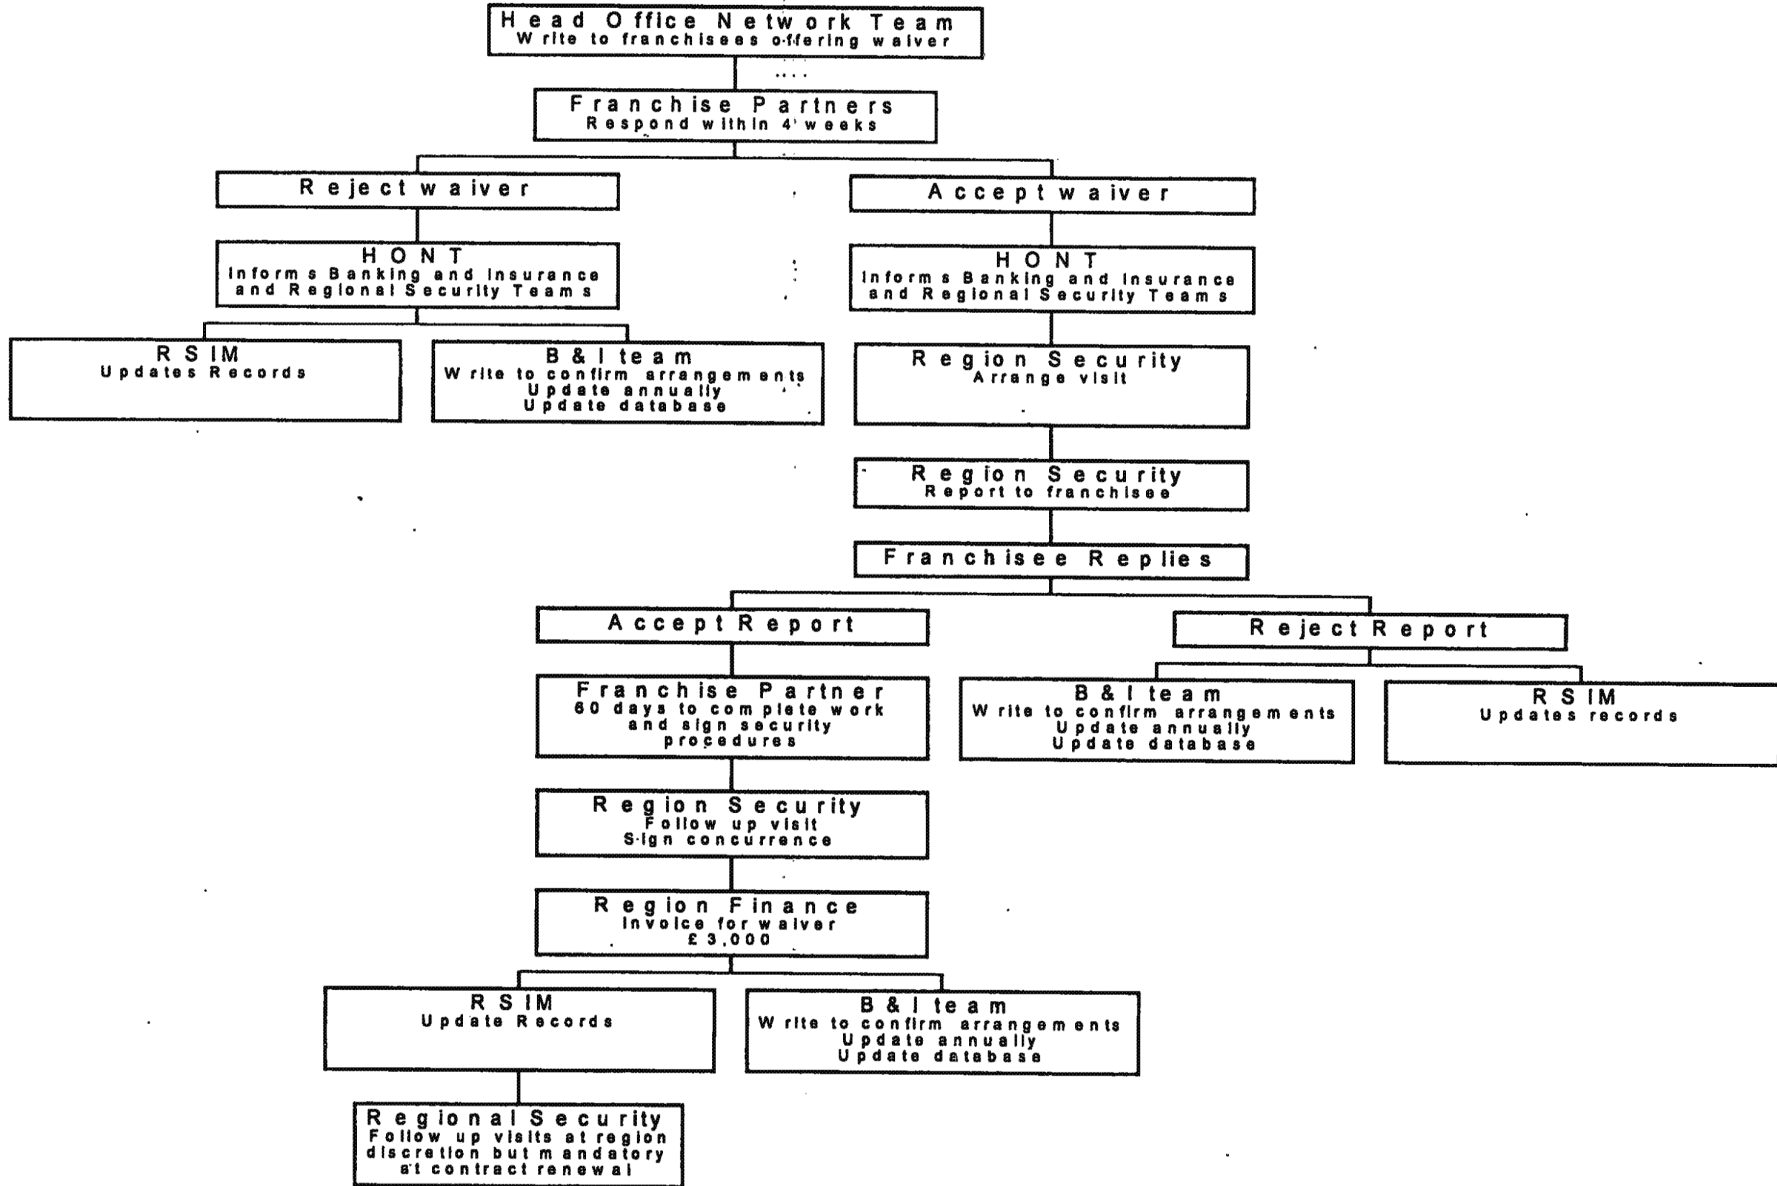 Head Office Network Team
Write to franchisees offering waiver
Franchise Partners
Respond within 4 weeks
Reject waiver
Accept waiver
HONT
Informs Banking and Insurance
and Regional Security Teams
HONT
Informs Banking and Insurance
and Regional Security Teams
RSIM
Updates Records
B & I team
Write to confirm arrangements
Update annually
Update database
Region Security
Arrange visit
Region Security
Report to franchisee
Franchisee Replies
Accept Report
Reject Report
Franchise Partner
60 days to complete work
and sign security
procedures
B & I team
Write to confirm arrangements
Update annually
Update database
RSIM
Updates records
Region Security
Follow up visit
Sign concurrence
Region Finance
Invoice for waiver
£3,000
RSIM
Update Records
B & I team
Write to confirm arrangements
Update annually
Update database
Regional Security
Follow up visits at region
discretion but mandatory
at contract renewal